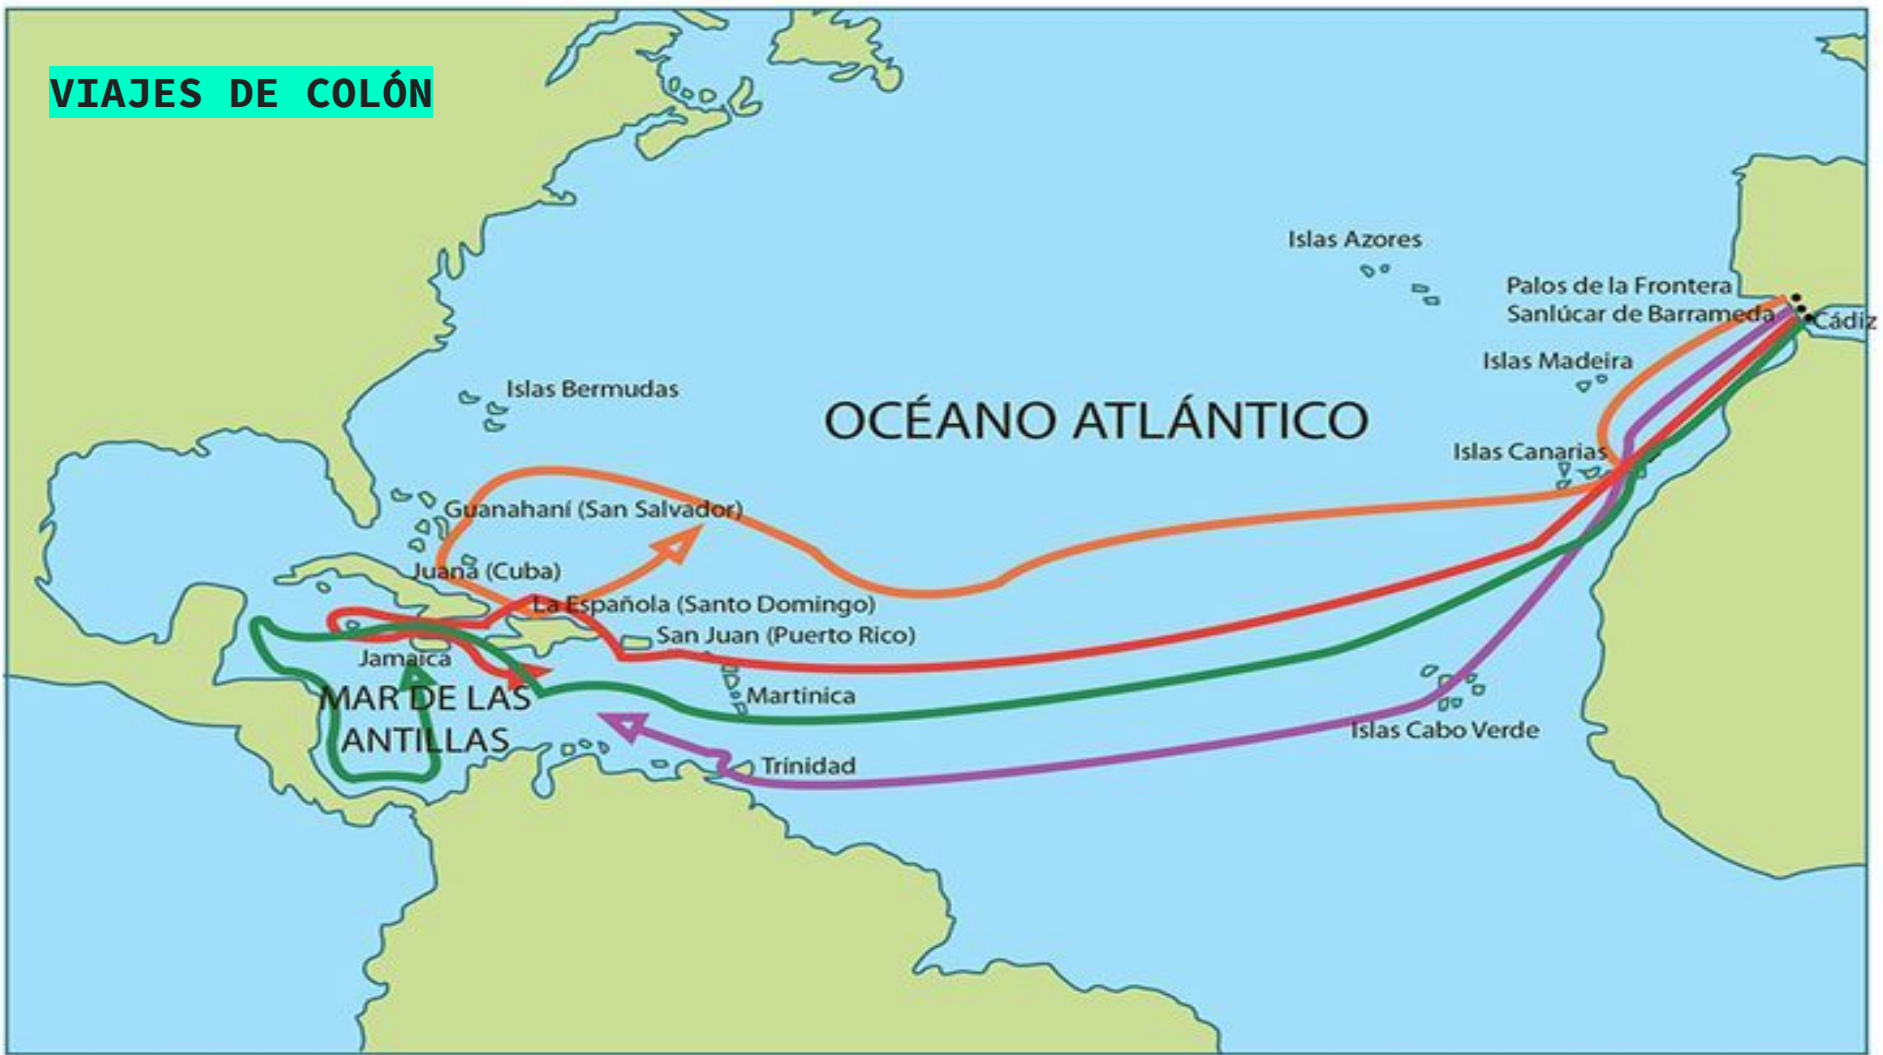 VIAJES DE COLÓN
Islas Azores
Palos de la Frontera
Sanlúcar de Barrameda
Cádiz
Islas Madeira
Islas Bermudas
OCÉANO ATLÁNTICO
Islas Canarias
Guanahaní (San Salvador)
Juana (Cuba)
La Española (Santo Domingo)
San Juan (Puerto Rico)
Jamaica
MAR DE LAS
ANTILLAS
Martinica
Islas Cabo Verde
Trinidad